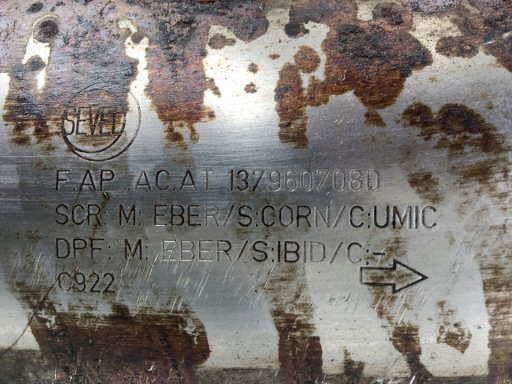 SEVEL
F.AP AC.AT 1379607080
SCR: M: EBER/S:CORN/C:UMIC
DPF: M: EBER/S:IBID/C:-
C922